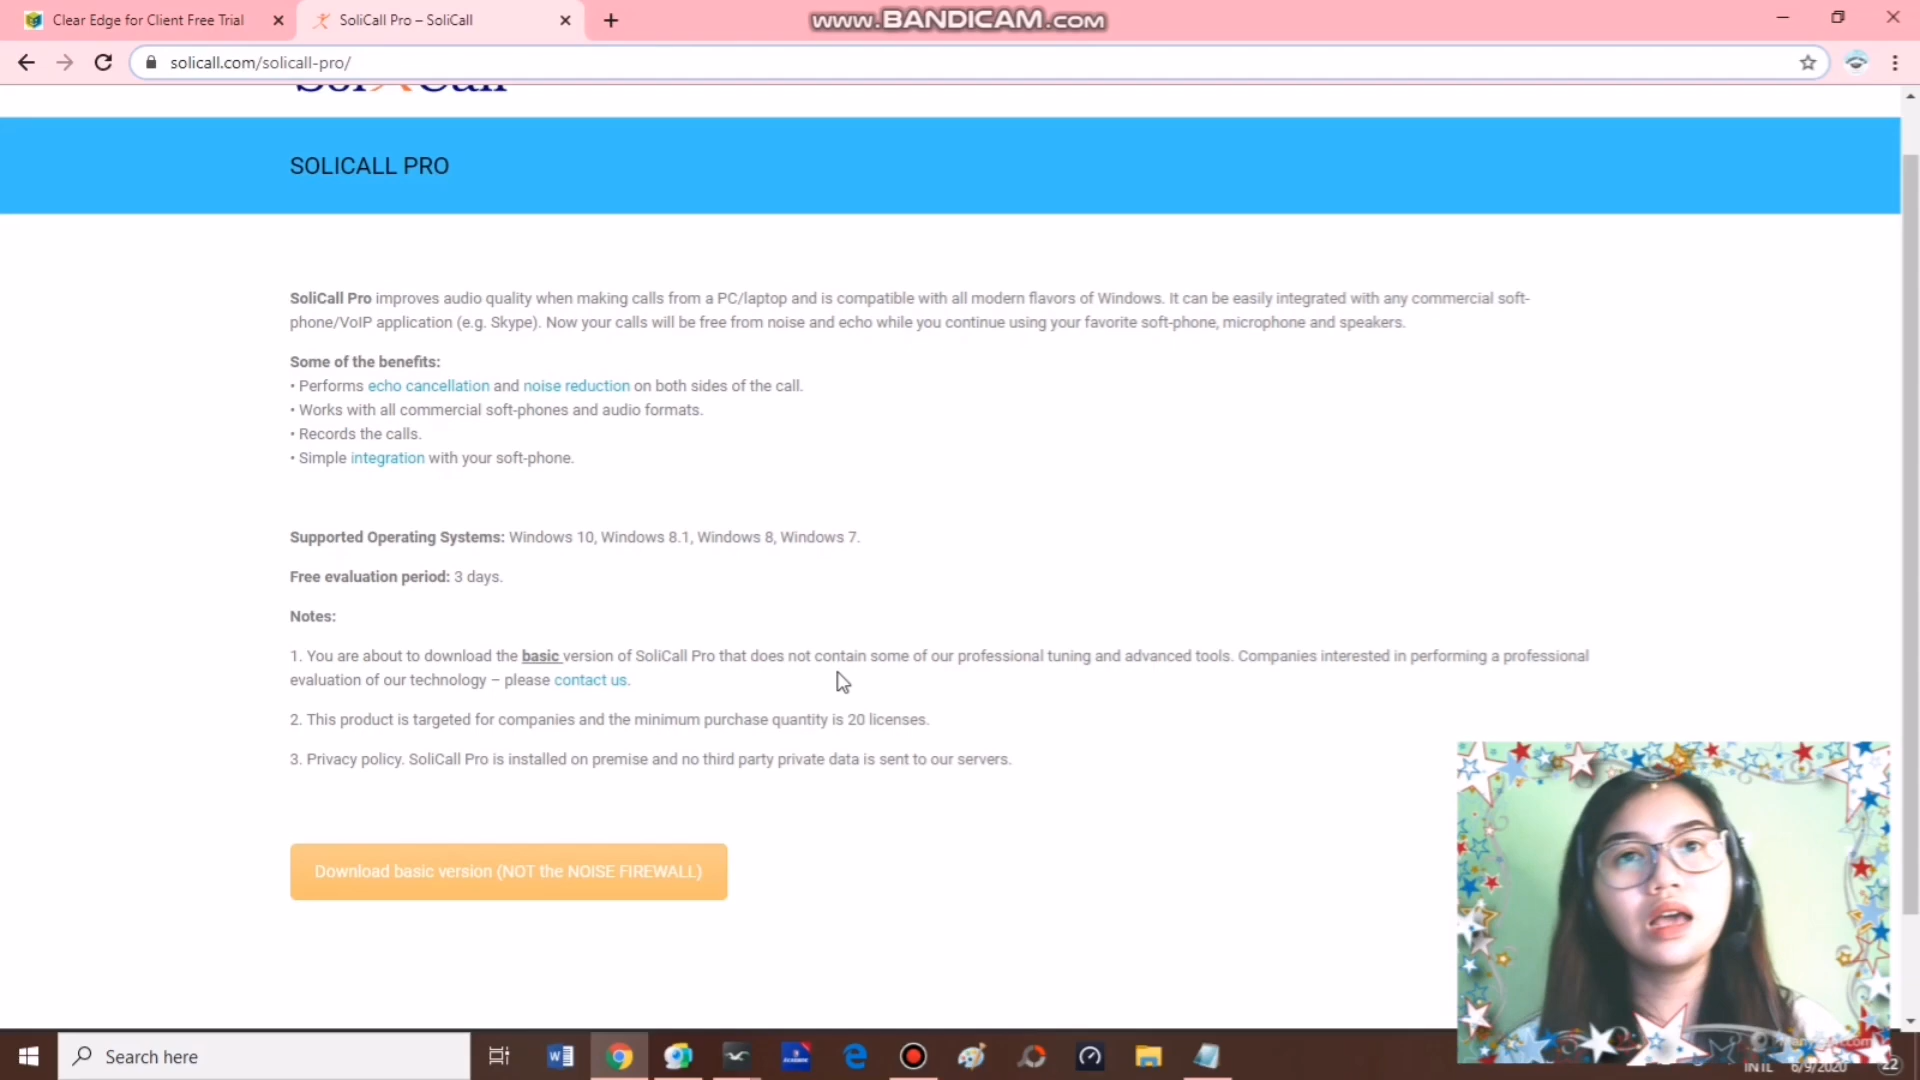 Clear Edge for Client Free Trial
SoliCall Pro – SoliCall
www.BANDICAM.com
solicall.com/solicall-pro/
SOLICALL PRO
SoliCall Pro improves audio quality when making calls from a PC/laptop and is compatible with all modern flavors of Windows. It can be easily integrated with any commercial soft-
phone/VoIP application (e.g. Skype). Now your calls will be free from noise and echo while you continue using your favorite soft-phone, microphone and speakers.
Some of the benefits:
• Performs echo cancellation and noise reduction on both sides of the call.
• Works with all commercial soft-phones and audio formats.
• Records the calls.
• Simple integration with your soft-phone.
Supported Operating Systems: Windows 10, Windows 8.1, Windows 8, Windows 7.
Free evaluation period: 3 days.
Notes:
1. You are about to download the basic version of SoliCall Pro that does not contain some of our professional tuning and advanced tools. Companies interested in performing a professional
evaluation of our technology – please contact us.
2. This product is targeted for companies and the minimum purchase quantity is 20 licenses.
3. Privacy policy. SoliCall Pro is installed on premise and no third party private data is sent to our servers.
Download basic version (NOT the NOISE FIREWALL)
Search here
INTL 6/9/2020
22